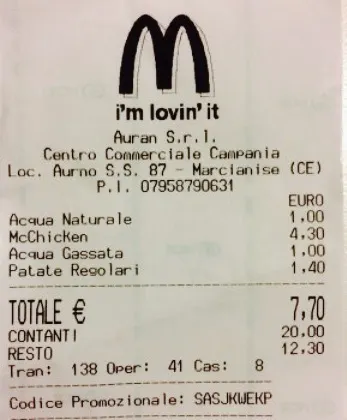 i'm lovin' it
Auran S.r.l.
Centro Commerciale Campania
Loc. Aurno S.S. 87 - Marcianise (CE)
P.I. 07958790631
EURO
Acqua Naturale 1,00
McChicken 4,30
Acqua Gassata 1,00
Patate Regolari 1,40
TOTALE € 7,70
CONTANTI 20,00
RESTO 12,30
Tran: 138 Oper: 41 Cas: 8
Codice Promozionale: SASJKWEKP